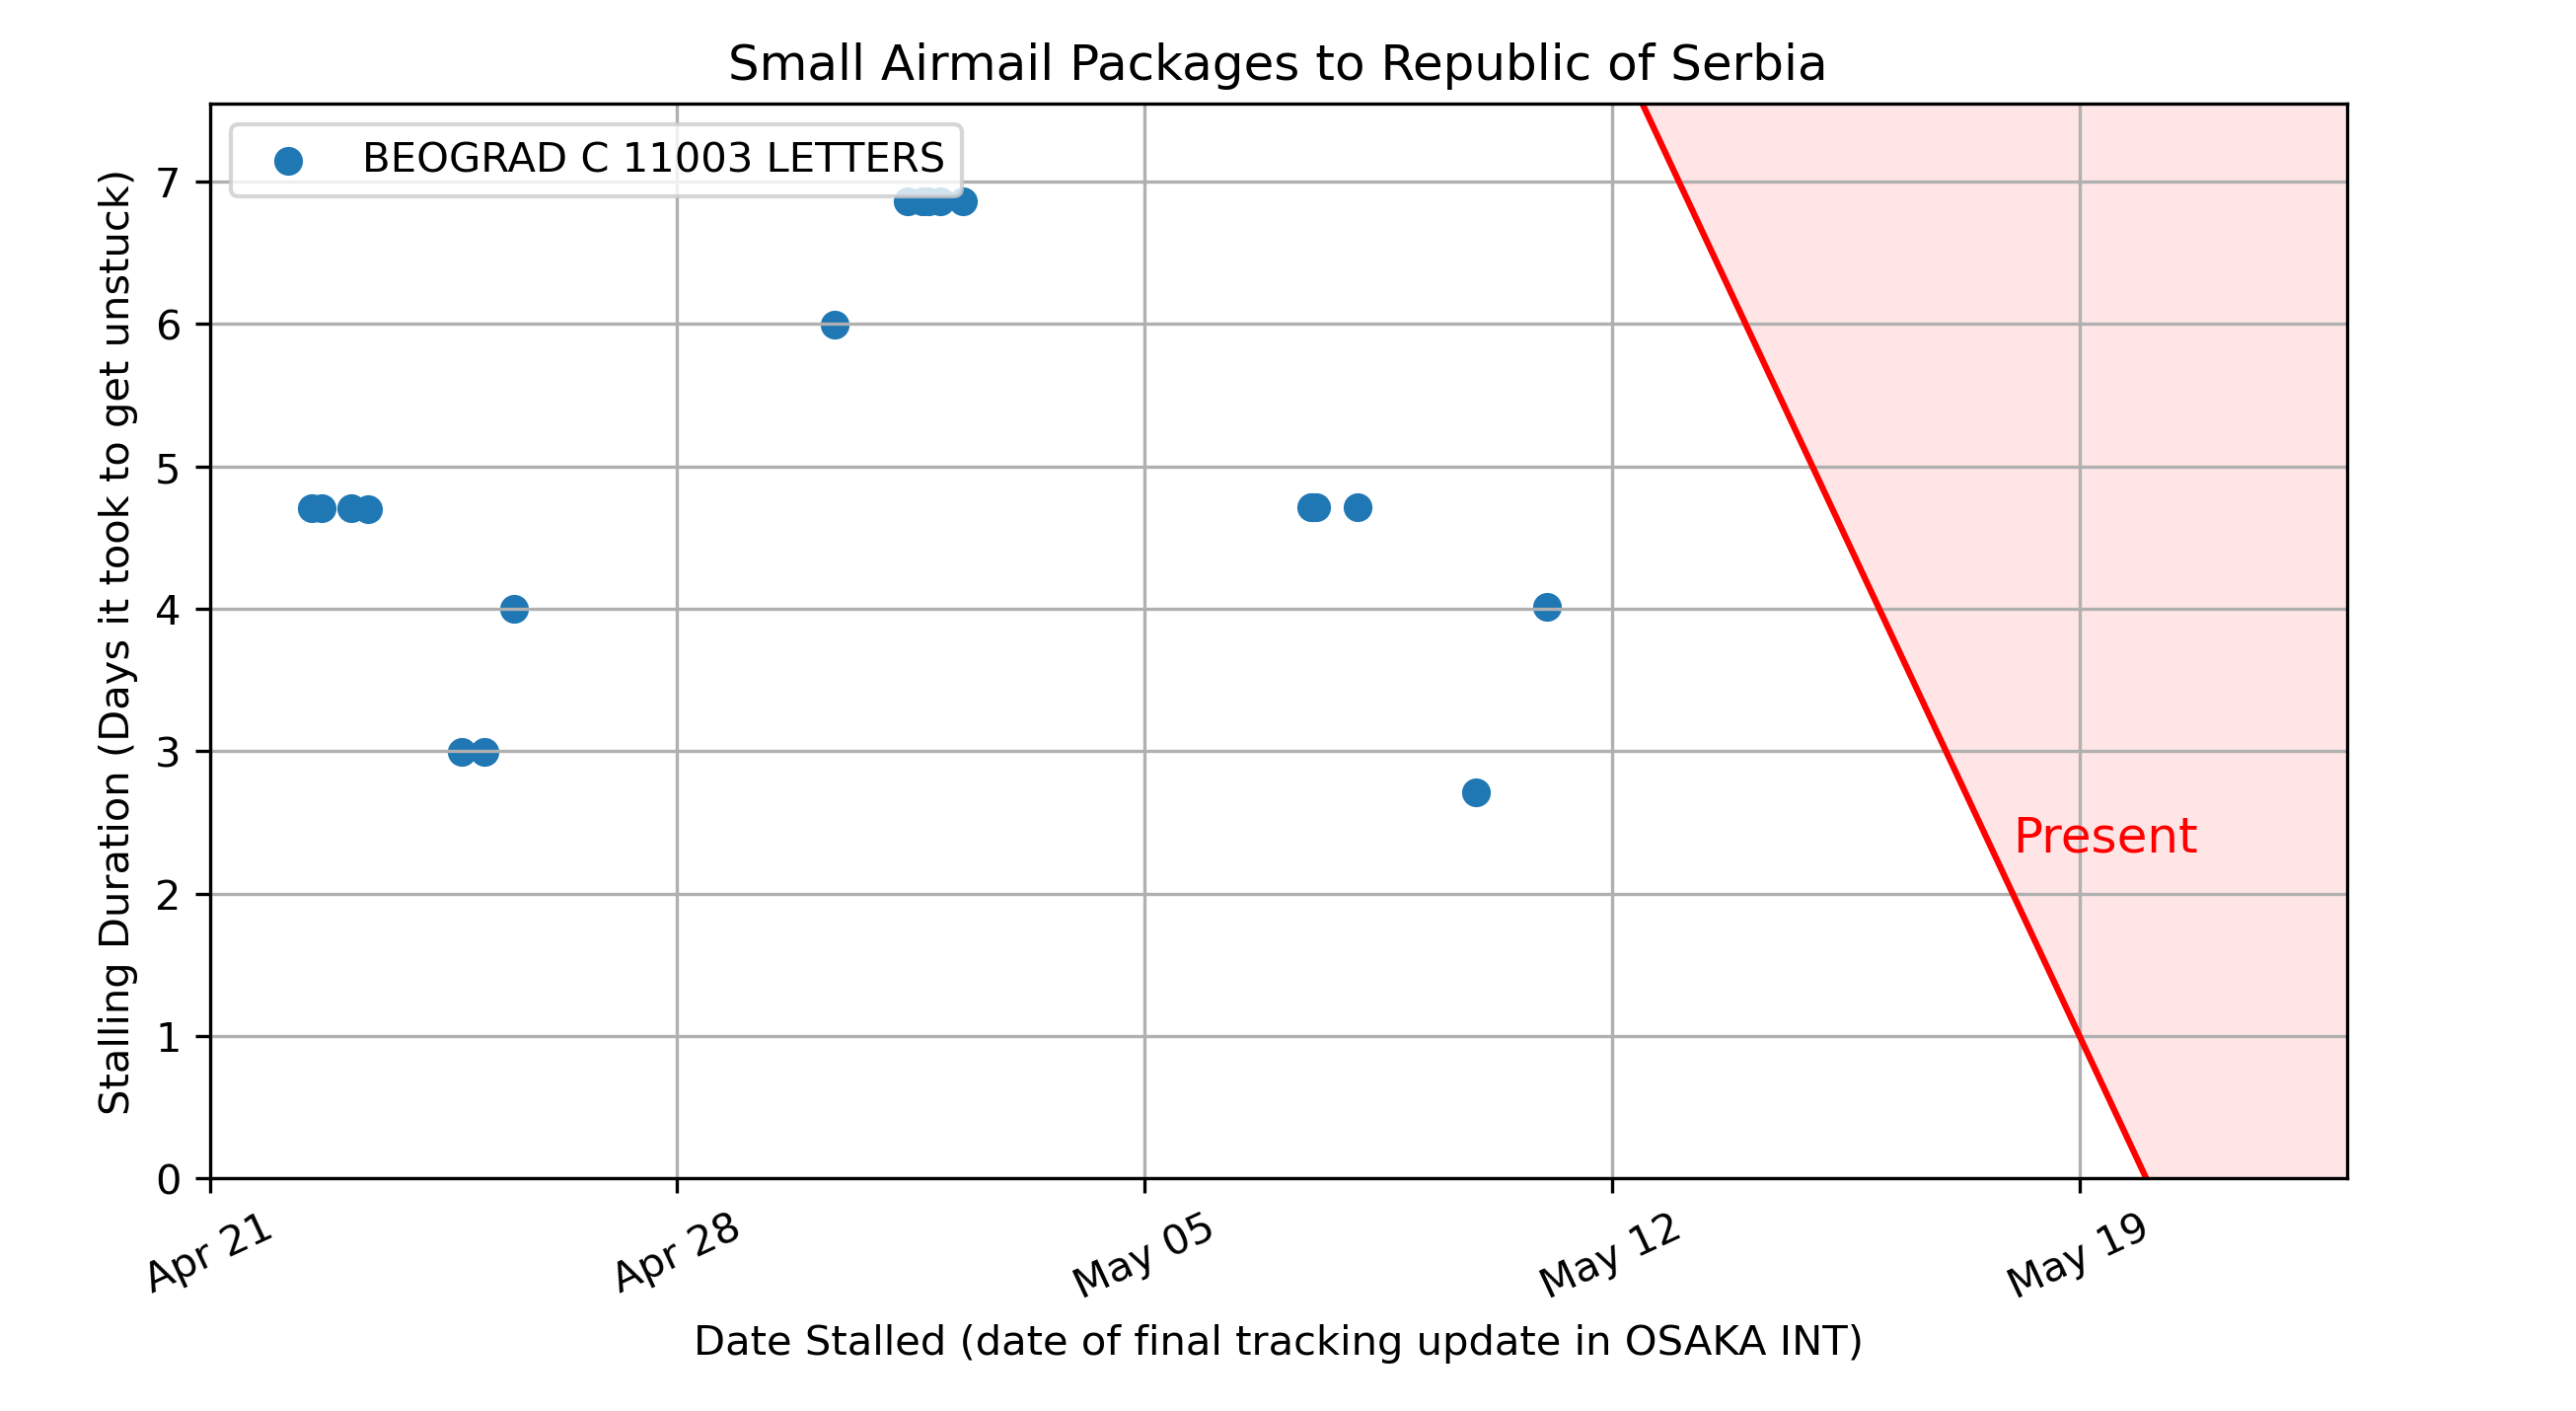 Small Airmail Packages to Republic of Serbia
BEOGRAD C 11003 LETTERS
Stalling Duration (Days it took to get unstuck)
7
6
5
4
3
2
1
0
Present
Apr 21
Apr 28
May 05
May 12
May 19
Date Stalled (date of final tracking update in OSAKA INT)